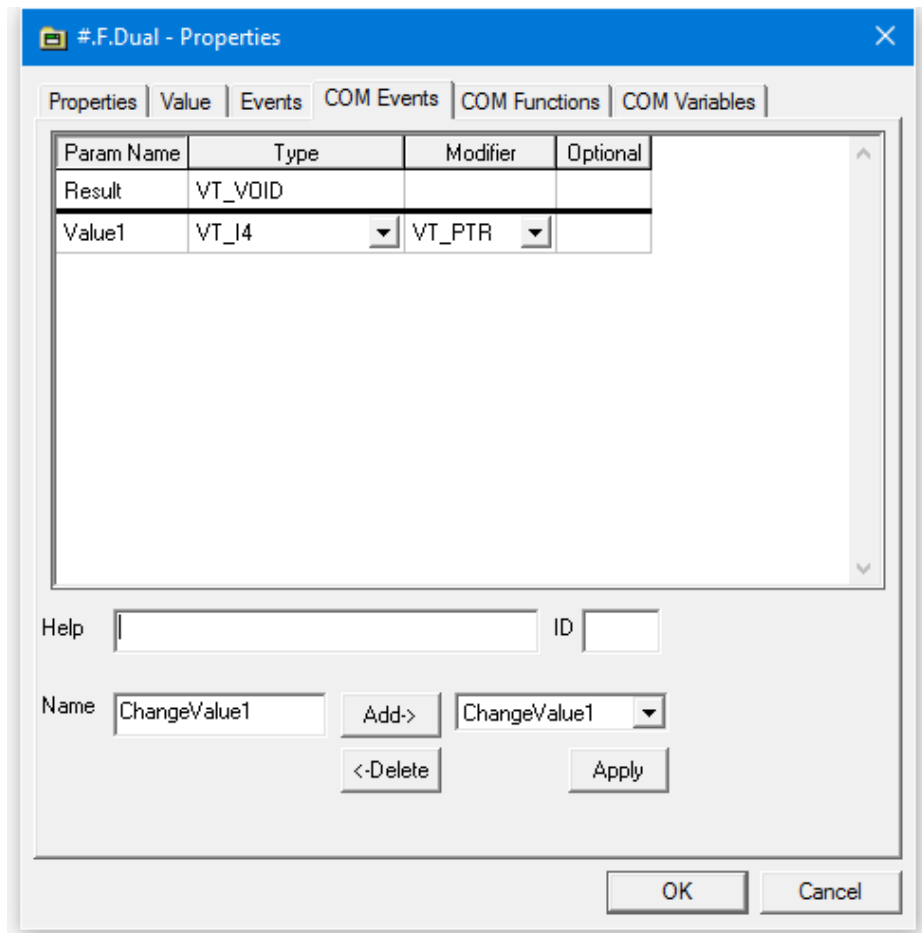 #.F.Dual - Properties
Properties Value Events COM Events COM Functions COM Variables
Param Name Type Modifier Optional
Result VT_VOID
Value1 VT_I4 VT_PTR
Help ID
Name ChangeValue1 Add-> ChangeValue1
<-Delete Apply
OK Cancel